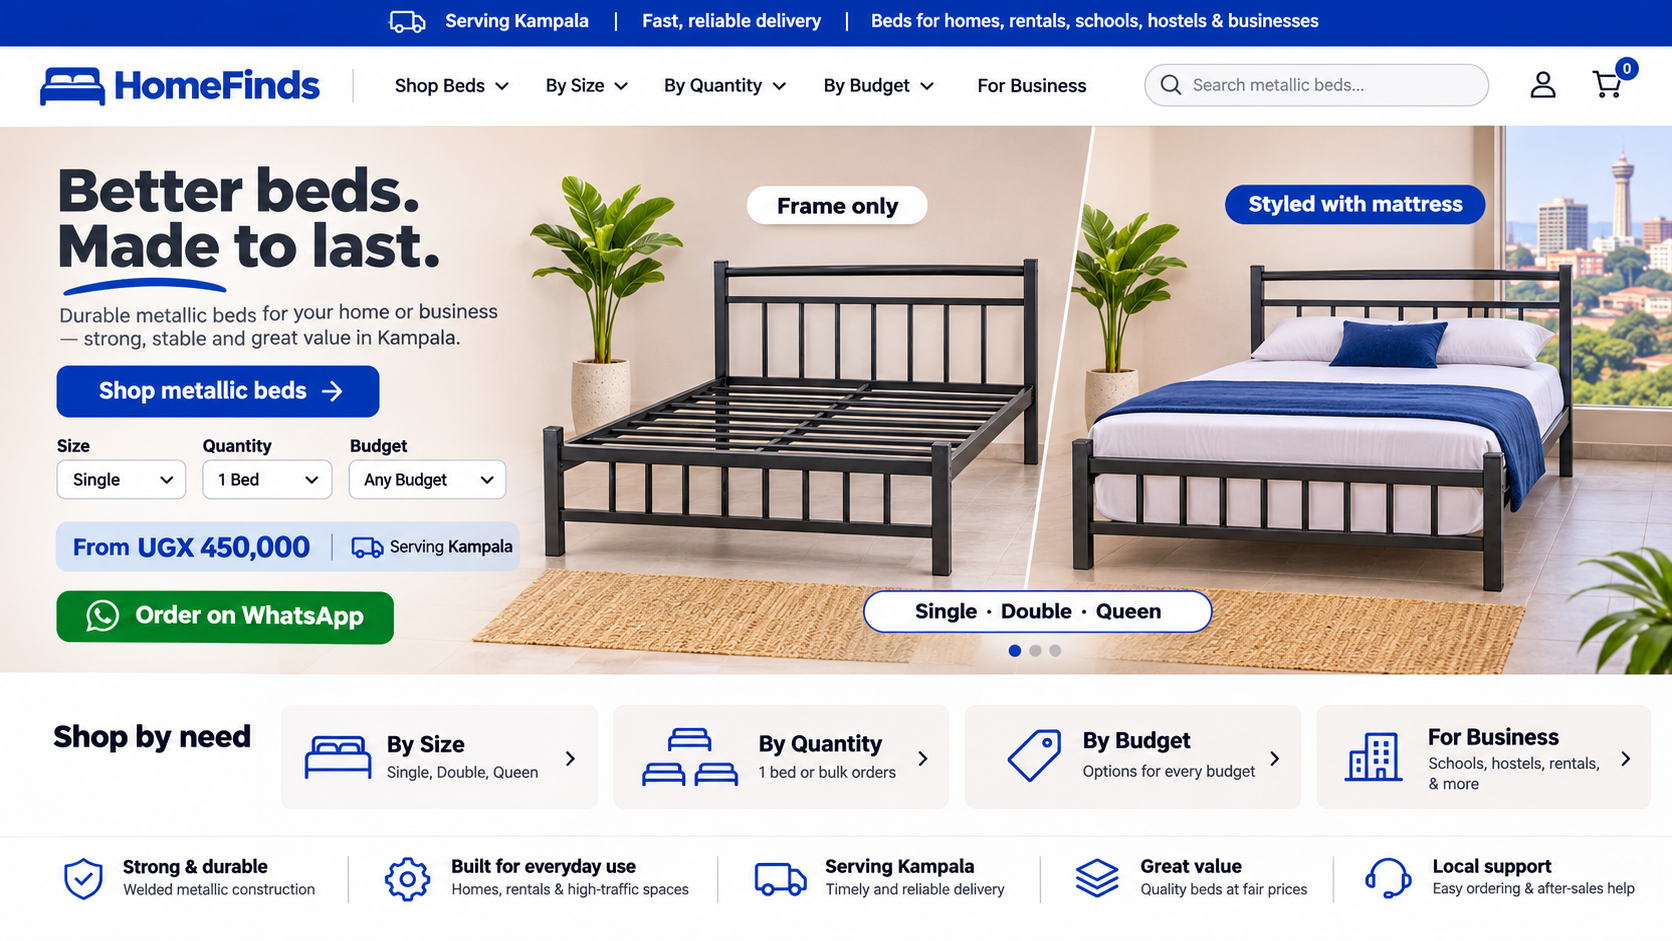 Serving Kampala | Fast, reliable delivery | Beds for homes, rentals, schools, hostels & businesses
HomeFinds
Shop Beds
By Size
By Quantity
By Budget
For Business
Search metallic beds...
0
Better beds.
Made to last.
Durable metallic beds for your home or business
— strong, stable and great value in Kampala.
Shop metallic beds →
Size
Quantity
Budget
Single
1 Bed
Any Budget
From UGX 450,000 | Serving Kampala
Order on WhatsApp
Frame only
Styled with mattress
Single · Double · Queen
Shop by need
By Size
Single, Double, Queen
By Quantity
1 bed or bulk orders
By Budget
Options for every budget
For Business
Schools, hostels, rentals,
& more
Strong & durable
Welded metallic construction
Built for everyday use
Homes, rentals & high-traffic spaces
Serving Kampala
Timely and reliable delivery
Great value
Quality beds at fair prices
Local support
Easy ordering & after-sales help